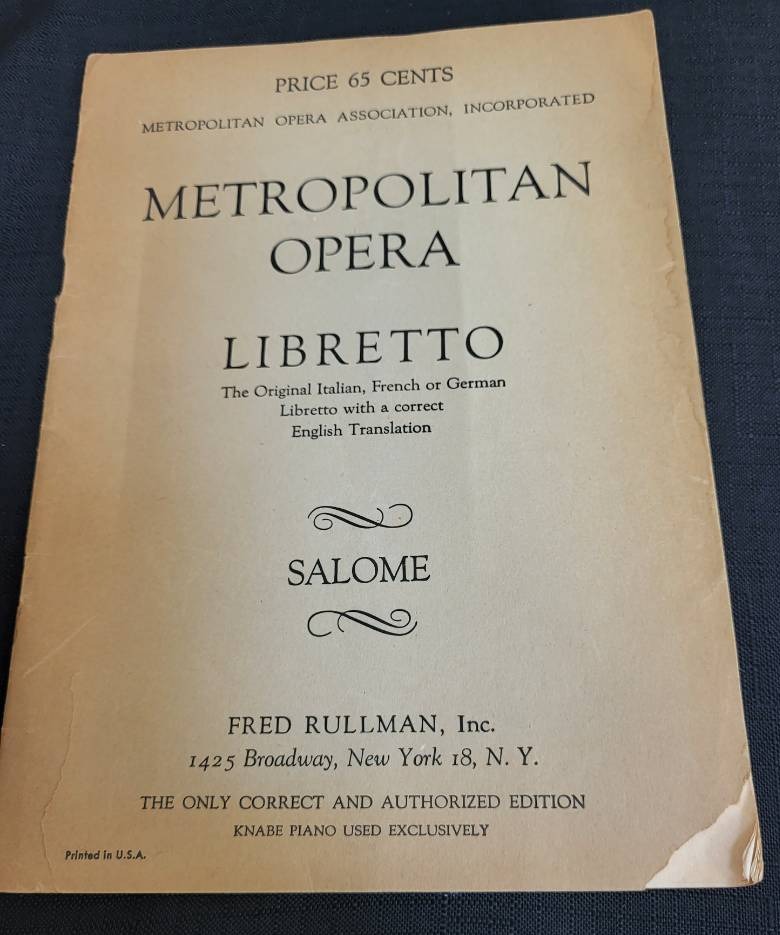 PRICE 65 CENTS
METROPOLITAN OPERA ASSOCIATION, INCORPORATED
METROPOLITAN
OPERA
LIBRETTO
The Original Italian, French or German
Libretto with a correct
English Translation
SALOME
FRED RULLMAN, Inc.
1425 Broadway, New York 18, N. Y.
THE ONLY CORRECT AND AUTHORIZED EDITION
KNABE PIANO USED EXCLUSIVELY
Printed in U.S.A.